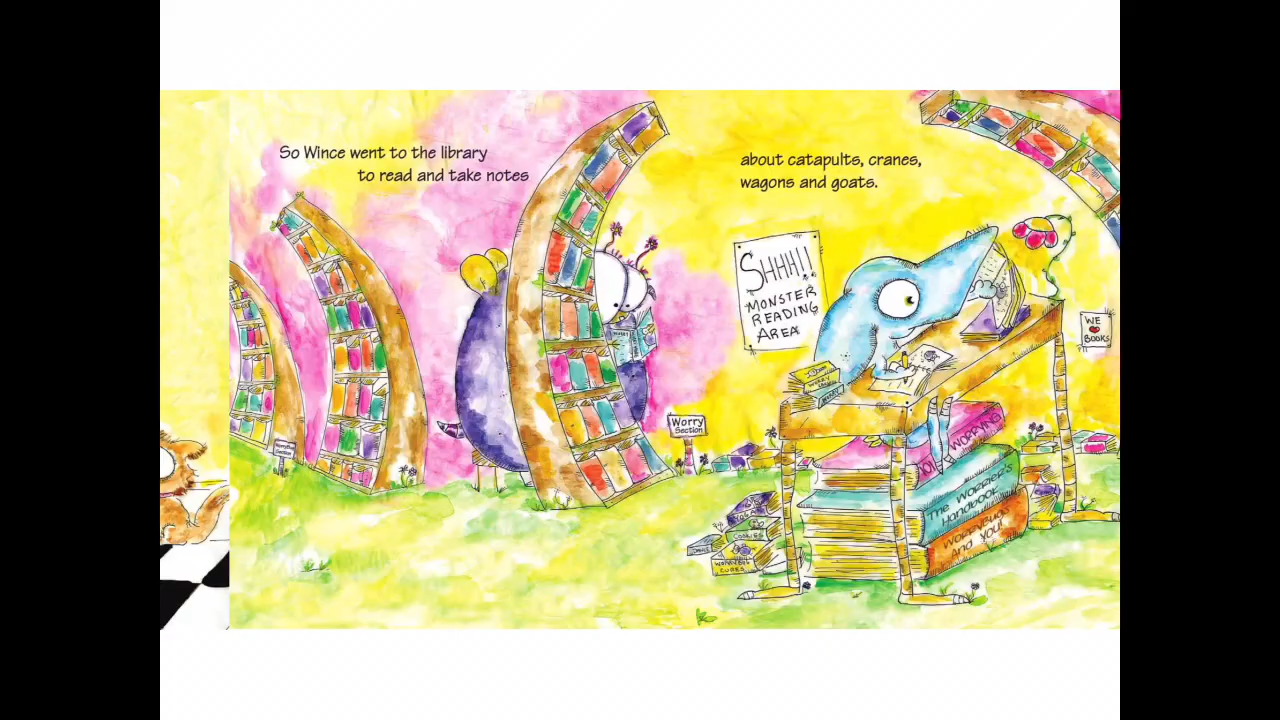 So Wince went to the library
to read and take notes
about catapults, cranes,
wagons and goats.
SHHH!!
MONSTER
READING
AREA
WE
BOOKS
Worry
Section
WORRYING
THE WORRIER'S
HANDBOOK
WORRYBUGS
AND YOU!
COOKIES
WORRYBUG
CURES